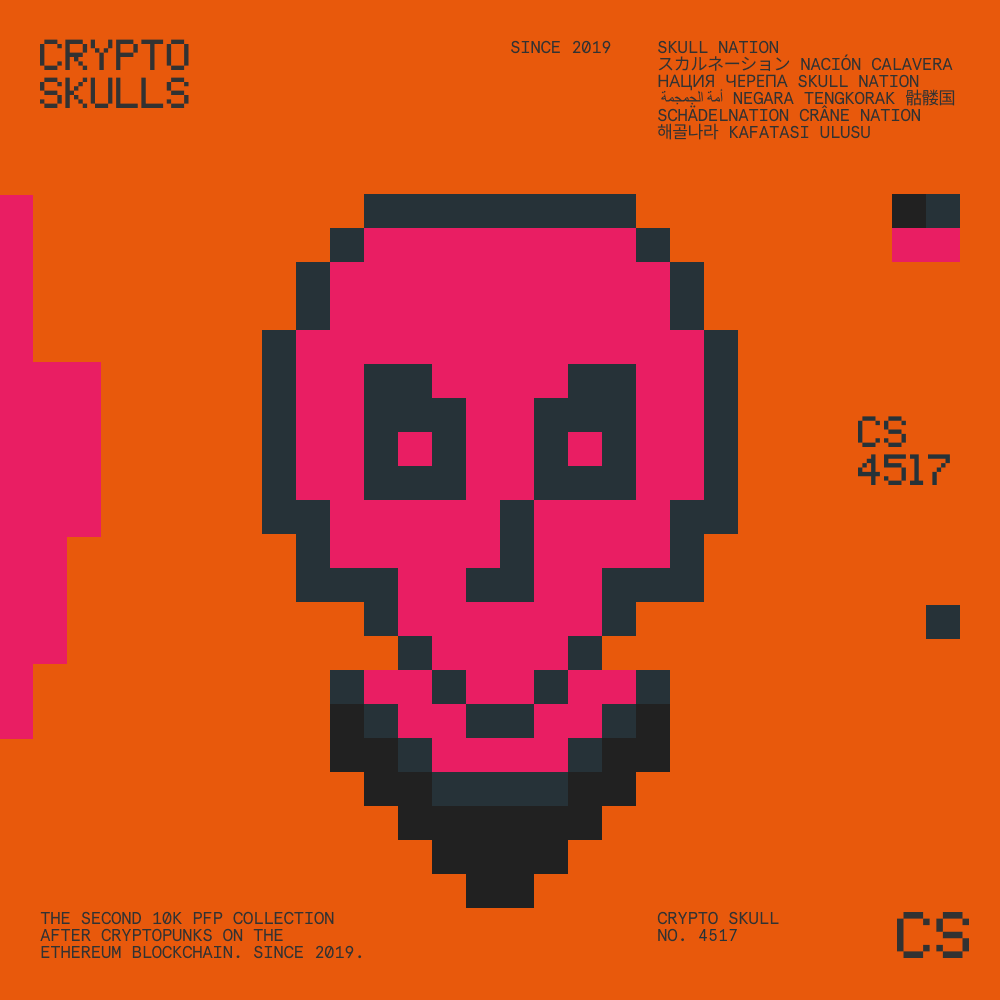 CRYPTO
SKULLS
SINCE 2019
SKULL NATION
スカルネーション NACIÓN CALAVERA
НАЦИЯ ЧЕРЕПА SKULL NATION
أمة الجمجمة NEGARA TENGKORAK 骷髅国
SCHÄDELNATION CRÂNE NATION
해골나라 KAFATASI ULUSU
CS
4517
THE SECOND 10K PFP COLLECTION
AFTER CRYPTOPUNKS ON THE
ETHEREUM BLOCKCHAIN. SINCE 2019.
CRYPTO SKULL
NO. 4517
CS